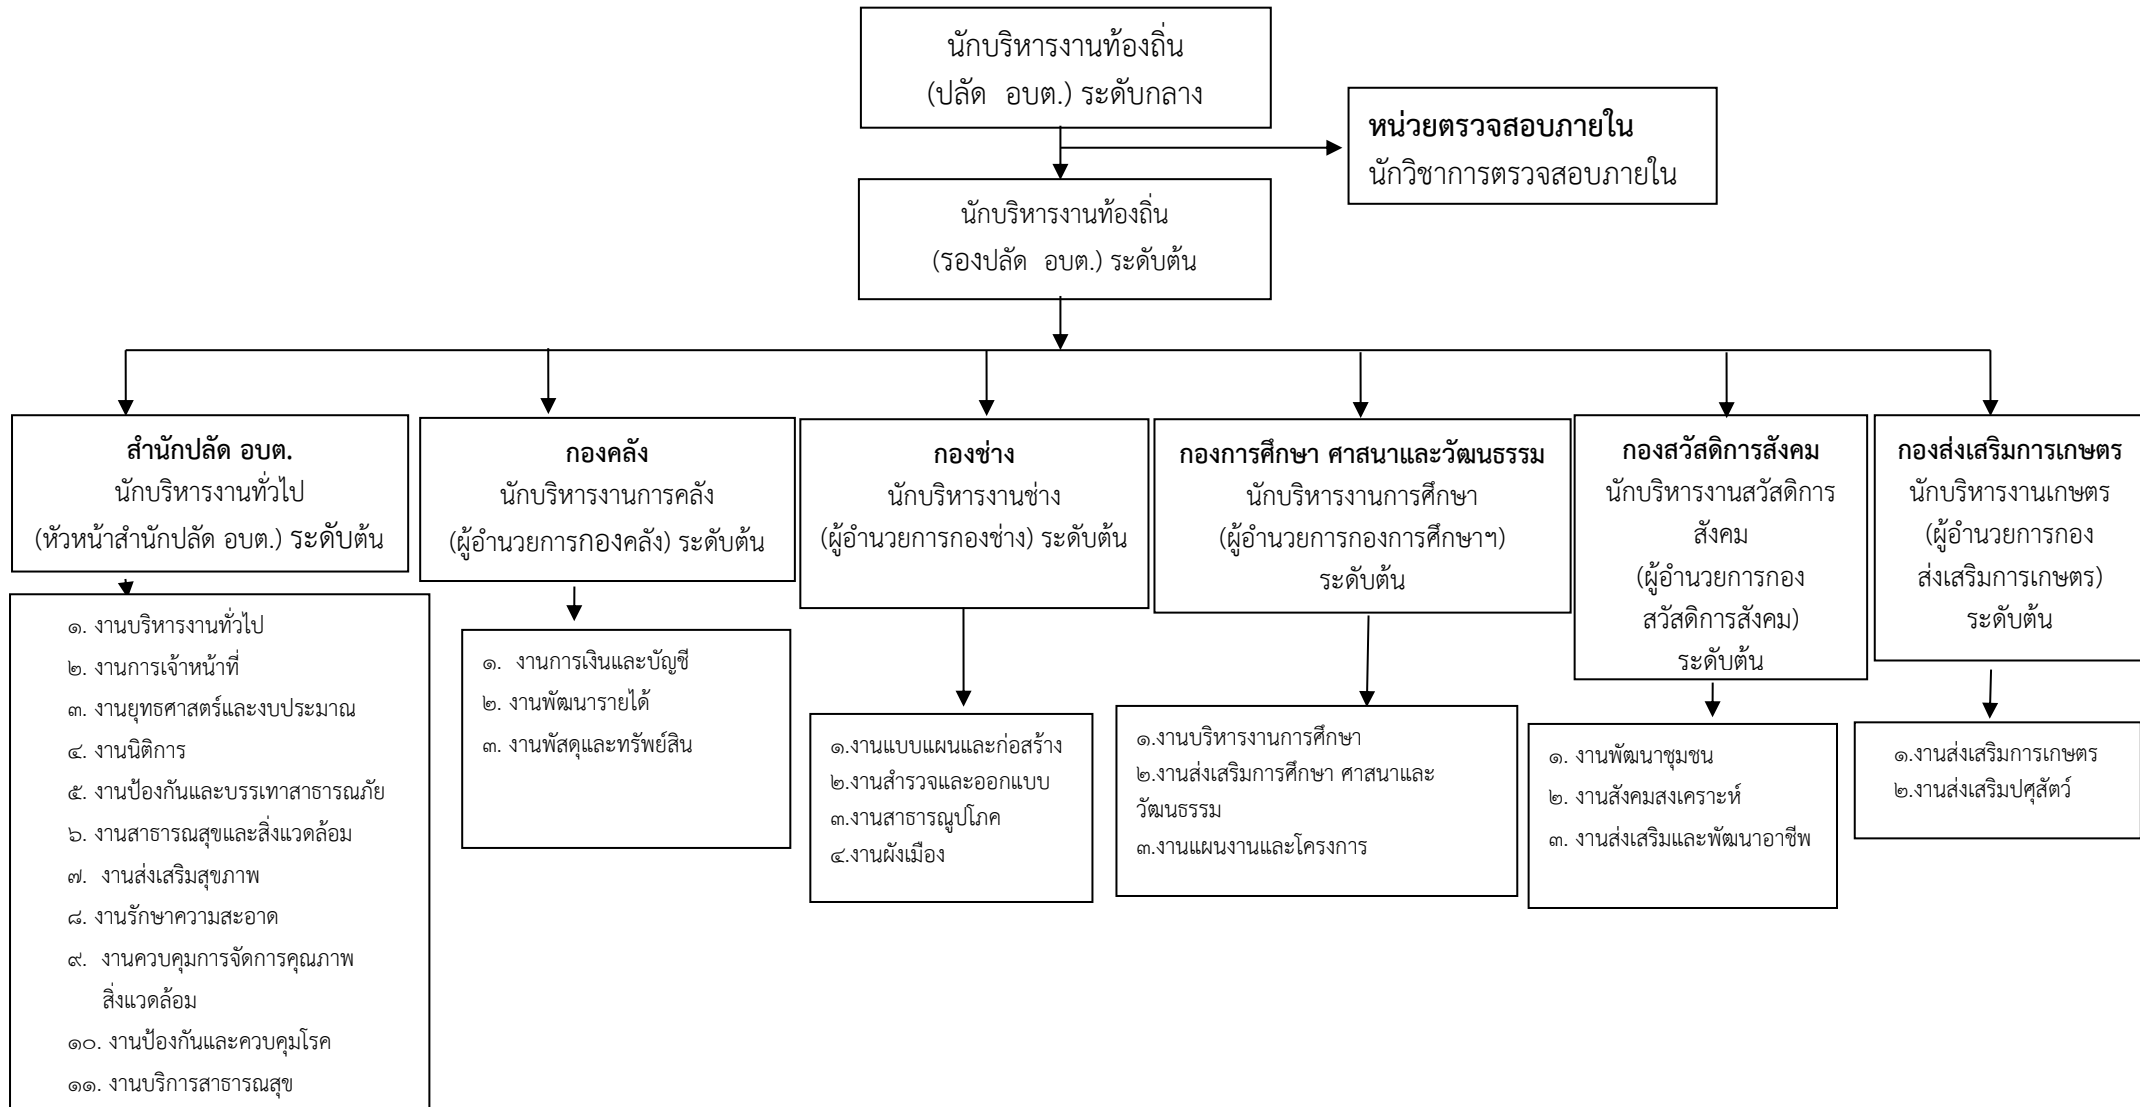 นักบริหารงานท้องถิ่น
(ปลัด อบต.) ระดับกลาง
หน่วยตรวจสอบภายใน
นักวิชาการตรวจสอบภายใน
นักบริหารงานท้องถิ่น
(รองปลัด อบต.) ระดับต้น
สำนักปลัด อบต.
นักบริหารงานทั่วไป
(หัวหน้าสำนักปลัด อบต.) ระดับต้น
กองคลัง
นักบริหารงานการคลัง
(ผู้อำนวยการกองคลัง) ระดับต้น
กองช่าง
นักบริหารงานช่าง
(ผู้อำนวยการกองช่าง) ระดับต้น
กองการศึกษา ศาสนาและวัฒนธรรม
นักบริหารงานการศึกษา
(ผู้อำนวยการกองการศึกษาฯ)
ระดับต้น
กองสวัสดิการสังคม
นักบริหารงานสวัสดิการ
สังคม
(ผู้อำนวยการกอง
สวัสดิการสังคม)
ระดับต้น
กองส่งเสริมการเกษตร
นักบริหารงานเกษตร
(ผู้อำนวยการกอง
ส่งเสริมการเกษตร)
ระดับต้น
๑. งานบริหารงานทั่วไป
๒. งานการเจ้าหน้าที่
๓. งานยุทธศาสตร์และงบประมาณ
๔. งานนิติการ
๕. งานป้องกันและบรรเทาสาธารณภัย
๖. งานสาธารณสุขและสิ่งแวดล้อม
๗. งานส่งเสริมสุขภาพ
๘. งานรักษาความสะอาด
๙. งานควบคุมการจัดการคุณภาพ
สิ่งแวดล้อม
๑๐. งานป้องกันและควบคุมโรค
๑๑. งานบริการสาธารณสุข
๑. งานการเงินและบัญชี
๒. งานพัฒนารายได้
๓. งานพัสดุและทรัพย์สิน
๑.งานแบบแผนและก่อสร้าง
๒.งานสำรวจและออกแบบ
๓.งานสาธารณูปโภค
๔.งานผังเมือง
๑.งานบริหารงานการศึกษา
๒.งานส่งเสริมการศึกษา ศาสนาและ
วัฒนธรรม
๓.งานแผนงานและโครงการ
๑. งานพัฒนาชุมชน
๒. งานสังคมสงเคราะห์
๓. งานส่งเสริมและพัฒนาอาชีพ
๑.งานส่งเสริมการเกษตร
๒.งานส่งเสริมปศุสัตว์